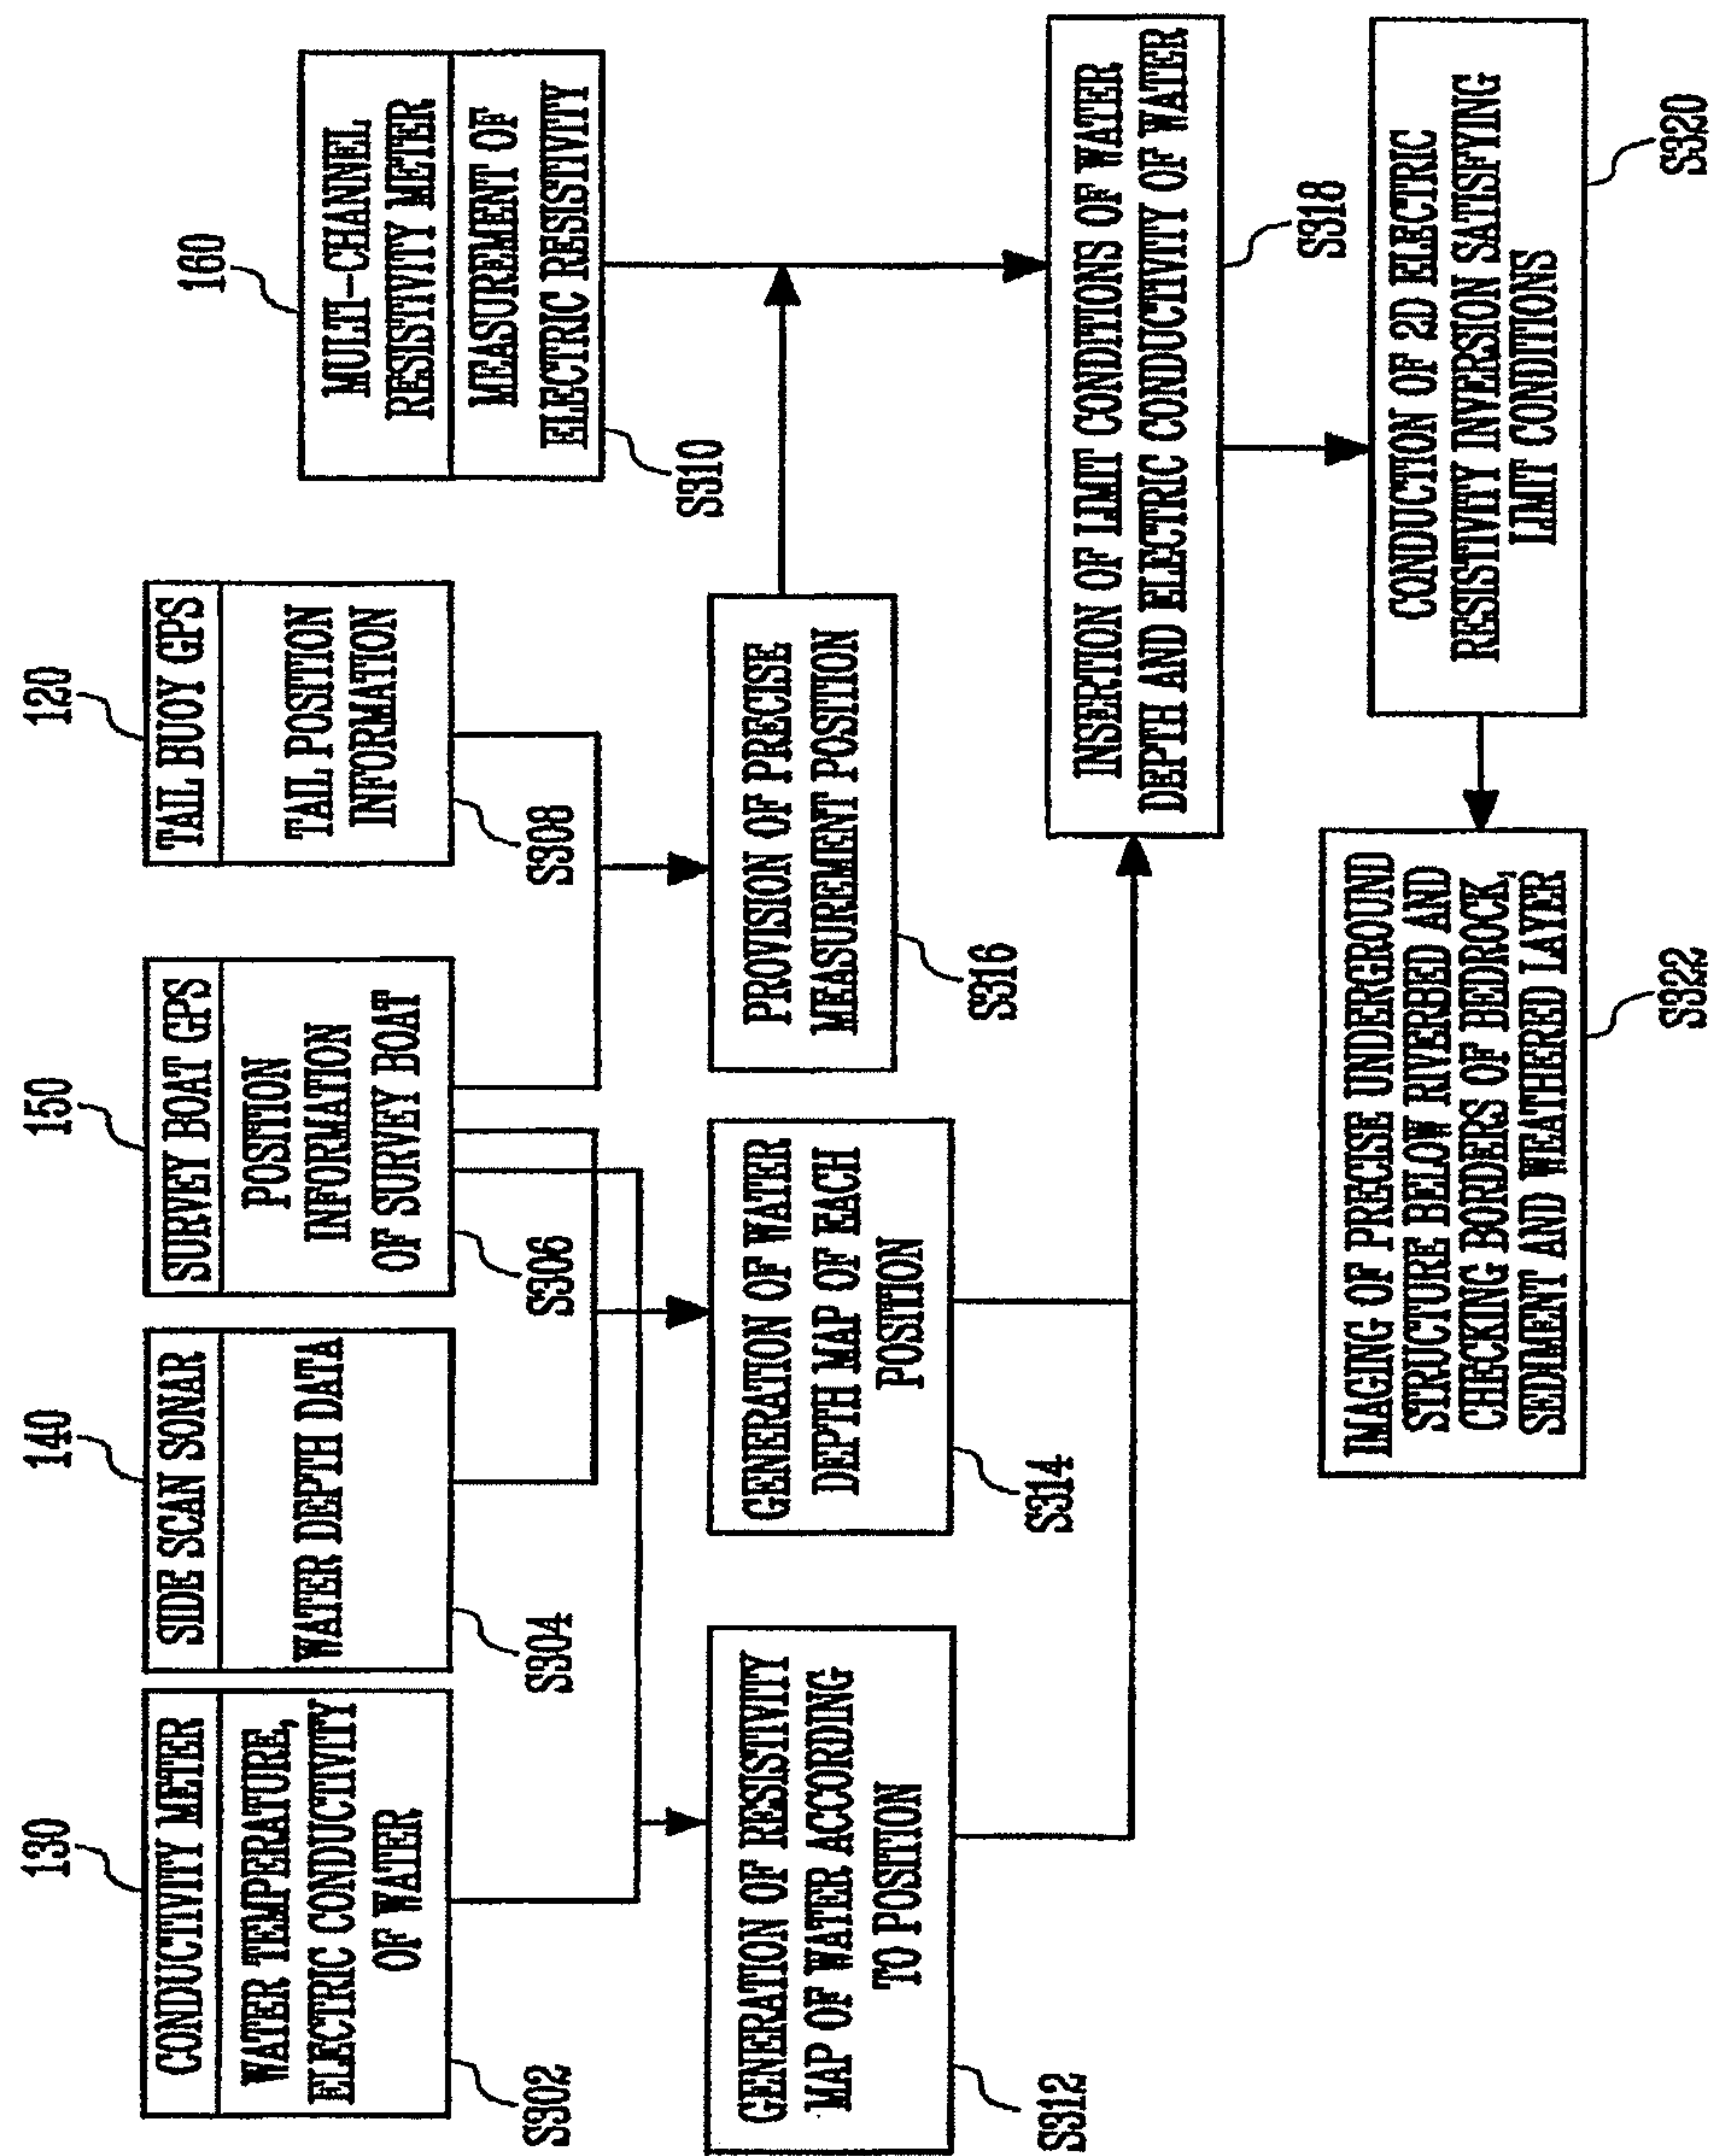 130
CONDUCTIVITY METER
WATER TEMPERATURE,
ELECTRIC CONDUCTIVITY
OF WATER
S302
140
SIDE SCAN SONAR
WATER DEPTH DATA
S304
150
SURVEY BOAT GPS
POSITION
INFORMATION
OF SURVEY BOAT
S306
120
TAIL BUOY GPS
TAIL POSITION
INFORMATION
S308
160
MULTI-CHANNEL
RESISTIVITY METER
MEASUREMENT OF
ELECTRIC RESISTIVITY
S310
GENERATION OF RESISTIVITY
MAP OF WATER ACCORDING
TO POSITION
S312
GENERATION OF WATER
DEPTH MAP OF EACH
POSITION
S314
PROVISION OF PRECISE
MEASUREMENT POSITION
S316
INSERTION OF LIMIT CONDITIONS OF WATER
DEPTH AND ELECTRIC CONDUCTIVITY OF WATER
S318
CONDUCTION OF 2D ELECTRIC
RESISTIVITY INVERSION SATISFYING
LIMIT CONDITIONS
S320
IMAGING OF PRECISE UNDERGROUND
STRUCTURE BELOW RIVERBED AND
CHECKING BORDERS OF BEDROCK,
SEDIMENT AND WEATHERED LAYER
S322